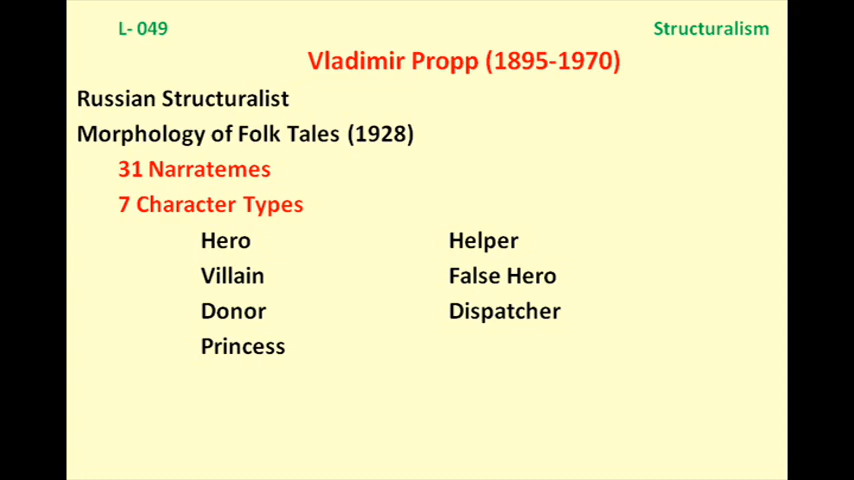 L- 049
Structuralism
Vladimir Propp (1895-1970)
Russian Structuralist
Morphology of Folk Tales (1928)
31 Narratemes
7 Character Types
Hero
Helper
Villain
False Hero
Donor
Dispatcher
Princess